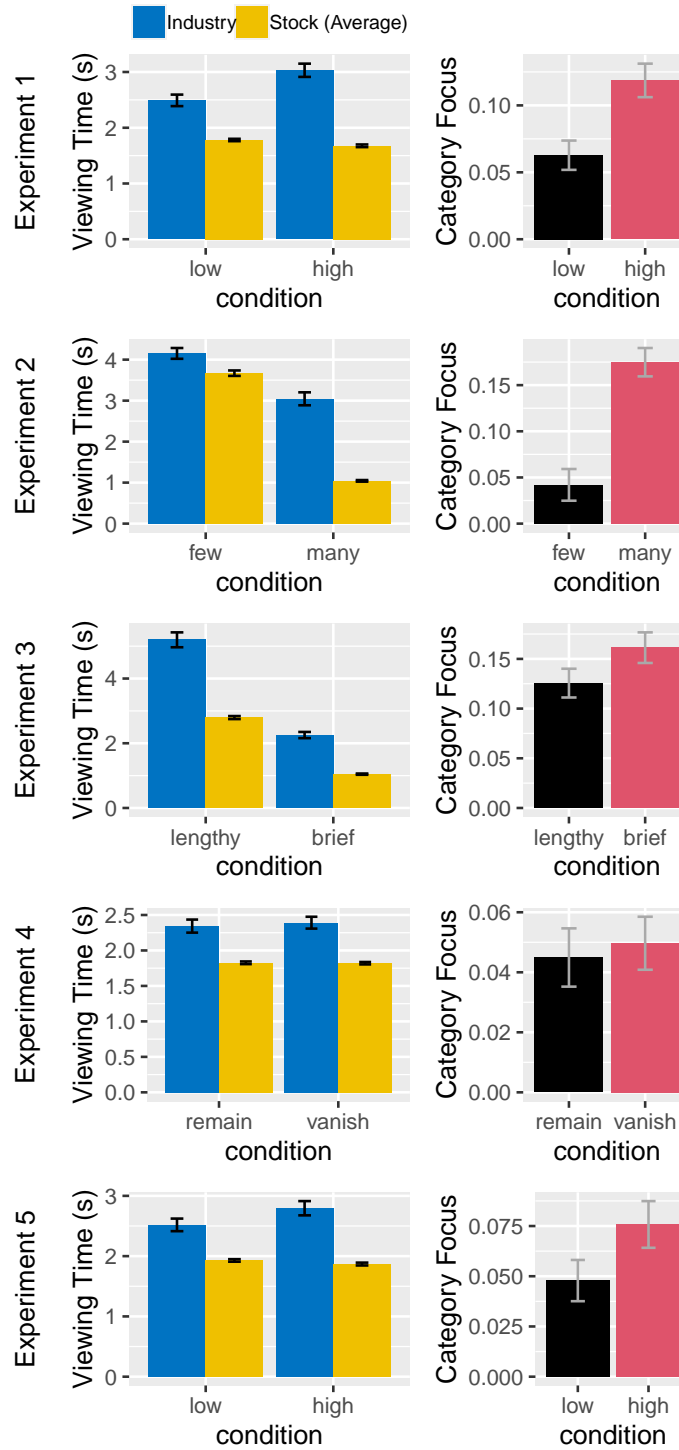 Industry Stock (Average)
Experiment 1
Viewing Time (s)
3
2
1
0
low high
condition
Category Focus
0.10
0.05
0.00
low high
condition
Experiment 2
Viewing Time (s)
4
3
2
1
0
few many
condition
Category Focus
0.15
0.10
0.05
0.00
few many
condition
Experiment 3
Viewing Time (s)
4
2
0
lengthy brief
condition
Category Focus
0.15
0.10
0.05
0.00
lengthy brief
condition
Experiment 4
Viewing Time (s)
2.5
2.0
1.5
1.0
0.5
0.0
remain vanish
condition
Category Focus
0.06
0.04
0.02
0.00
remain vanish
condition
Experiment 5
Viewing Time (s)
3
2
1
0
low high
condition
Category Focus
0.075
0.050
0.025
0.000
low high
condition